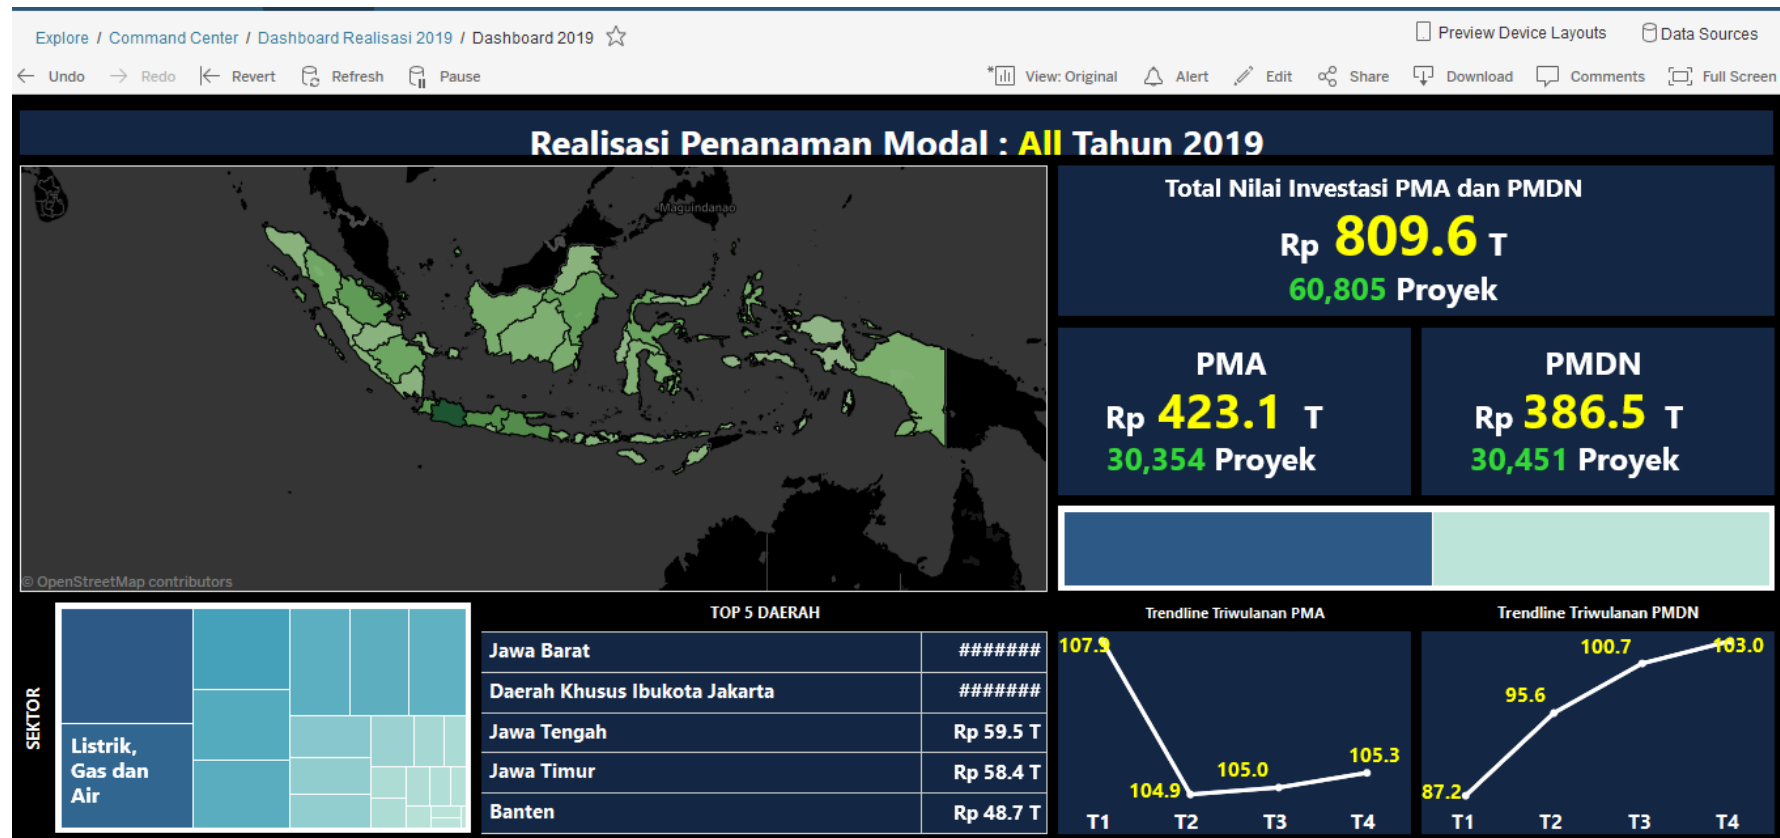 Explore / Command Center / Dashboard Realisasi 2019 / Dashboard 2019
Preview Device Layouts
Data Sources
Undo
Redo
Revert
Refresh
Pause
View: Original
Alert
Edit
Share
Download
Comments
Full Screen
Realisasi Penanaman Modal : All Tahun 2019
Maguindanao
© OpenStreetMap contributors
Total Nilai Investasi PMA dan PMDN
Rp 809.6 T
60,805 Proyek
PMA
Rp 423.1 T
30,354 Proyek
PMDN
Rp 386.5 T
30,451 Proyek
SEKTOR
Listrik,
Gas dan
Air
TOP 5 DAERAH
Jawa Barat #######
Daerah Khusus Ibukota Jakarta #######
Jawa Tengah Rp 59.5 T
Jawa Timur Rp 58.4 T
Banten Rp 48.7 T
Trendline Triwulanan PMA
107.9
104.9
105.0
105.3
T1 T2 T3 T4
Trendline Triwulanan PMDN
87.2
95.6
100.7
103.0
T1 T2 T3 T4